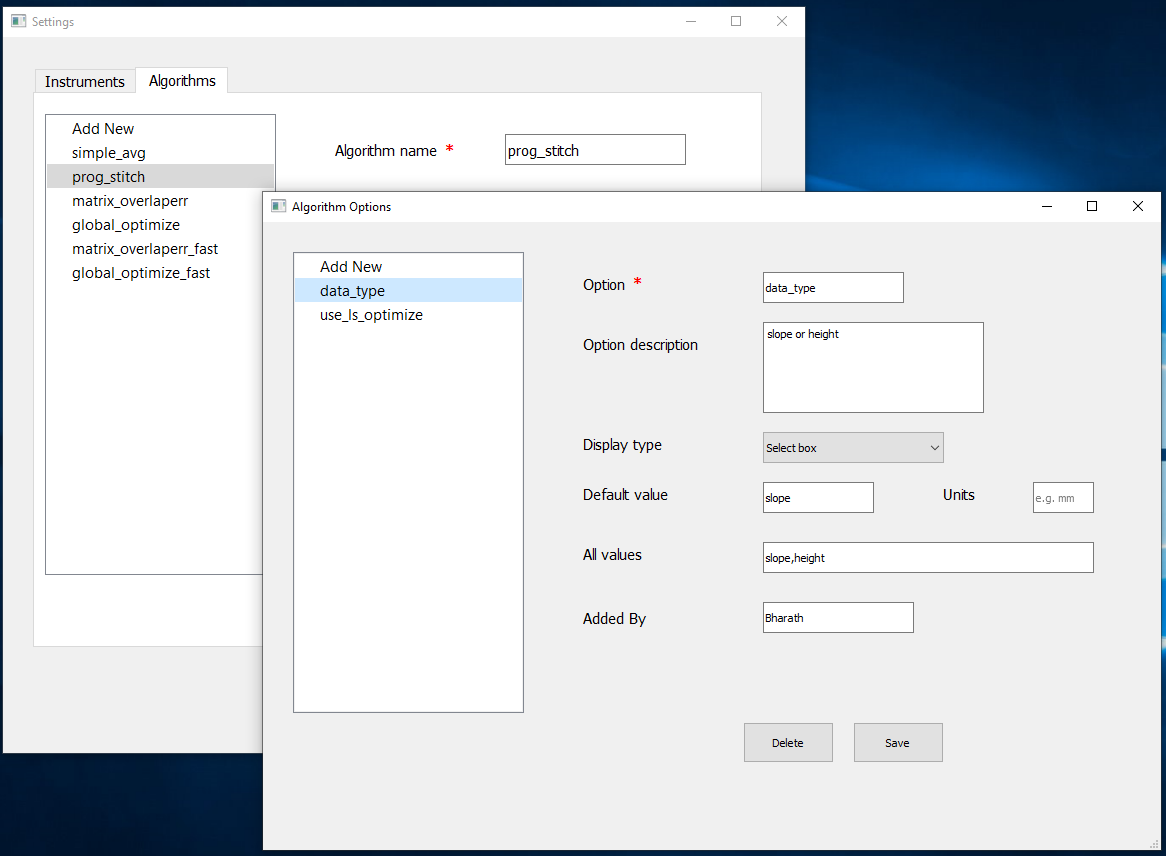 Settings
Instruments
Algorithms
Add New
simple_avg
prog_stitch
matrix_overlaperr
global_optimize
matrix_overlaperr_fast
global_optimize_fast
Algorithm name *
prog_stitch
Algorithm Options
Add New
data_type
use_ls_optimize
Option *
data_type
Option description
slope or height
Display type
Select box
Default value
slope
Units
e.g. mm
All values
slope,height
Added By
Bharath
Delete
Save